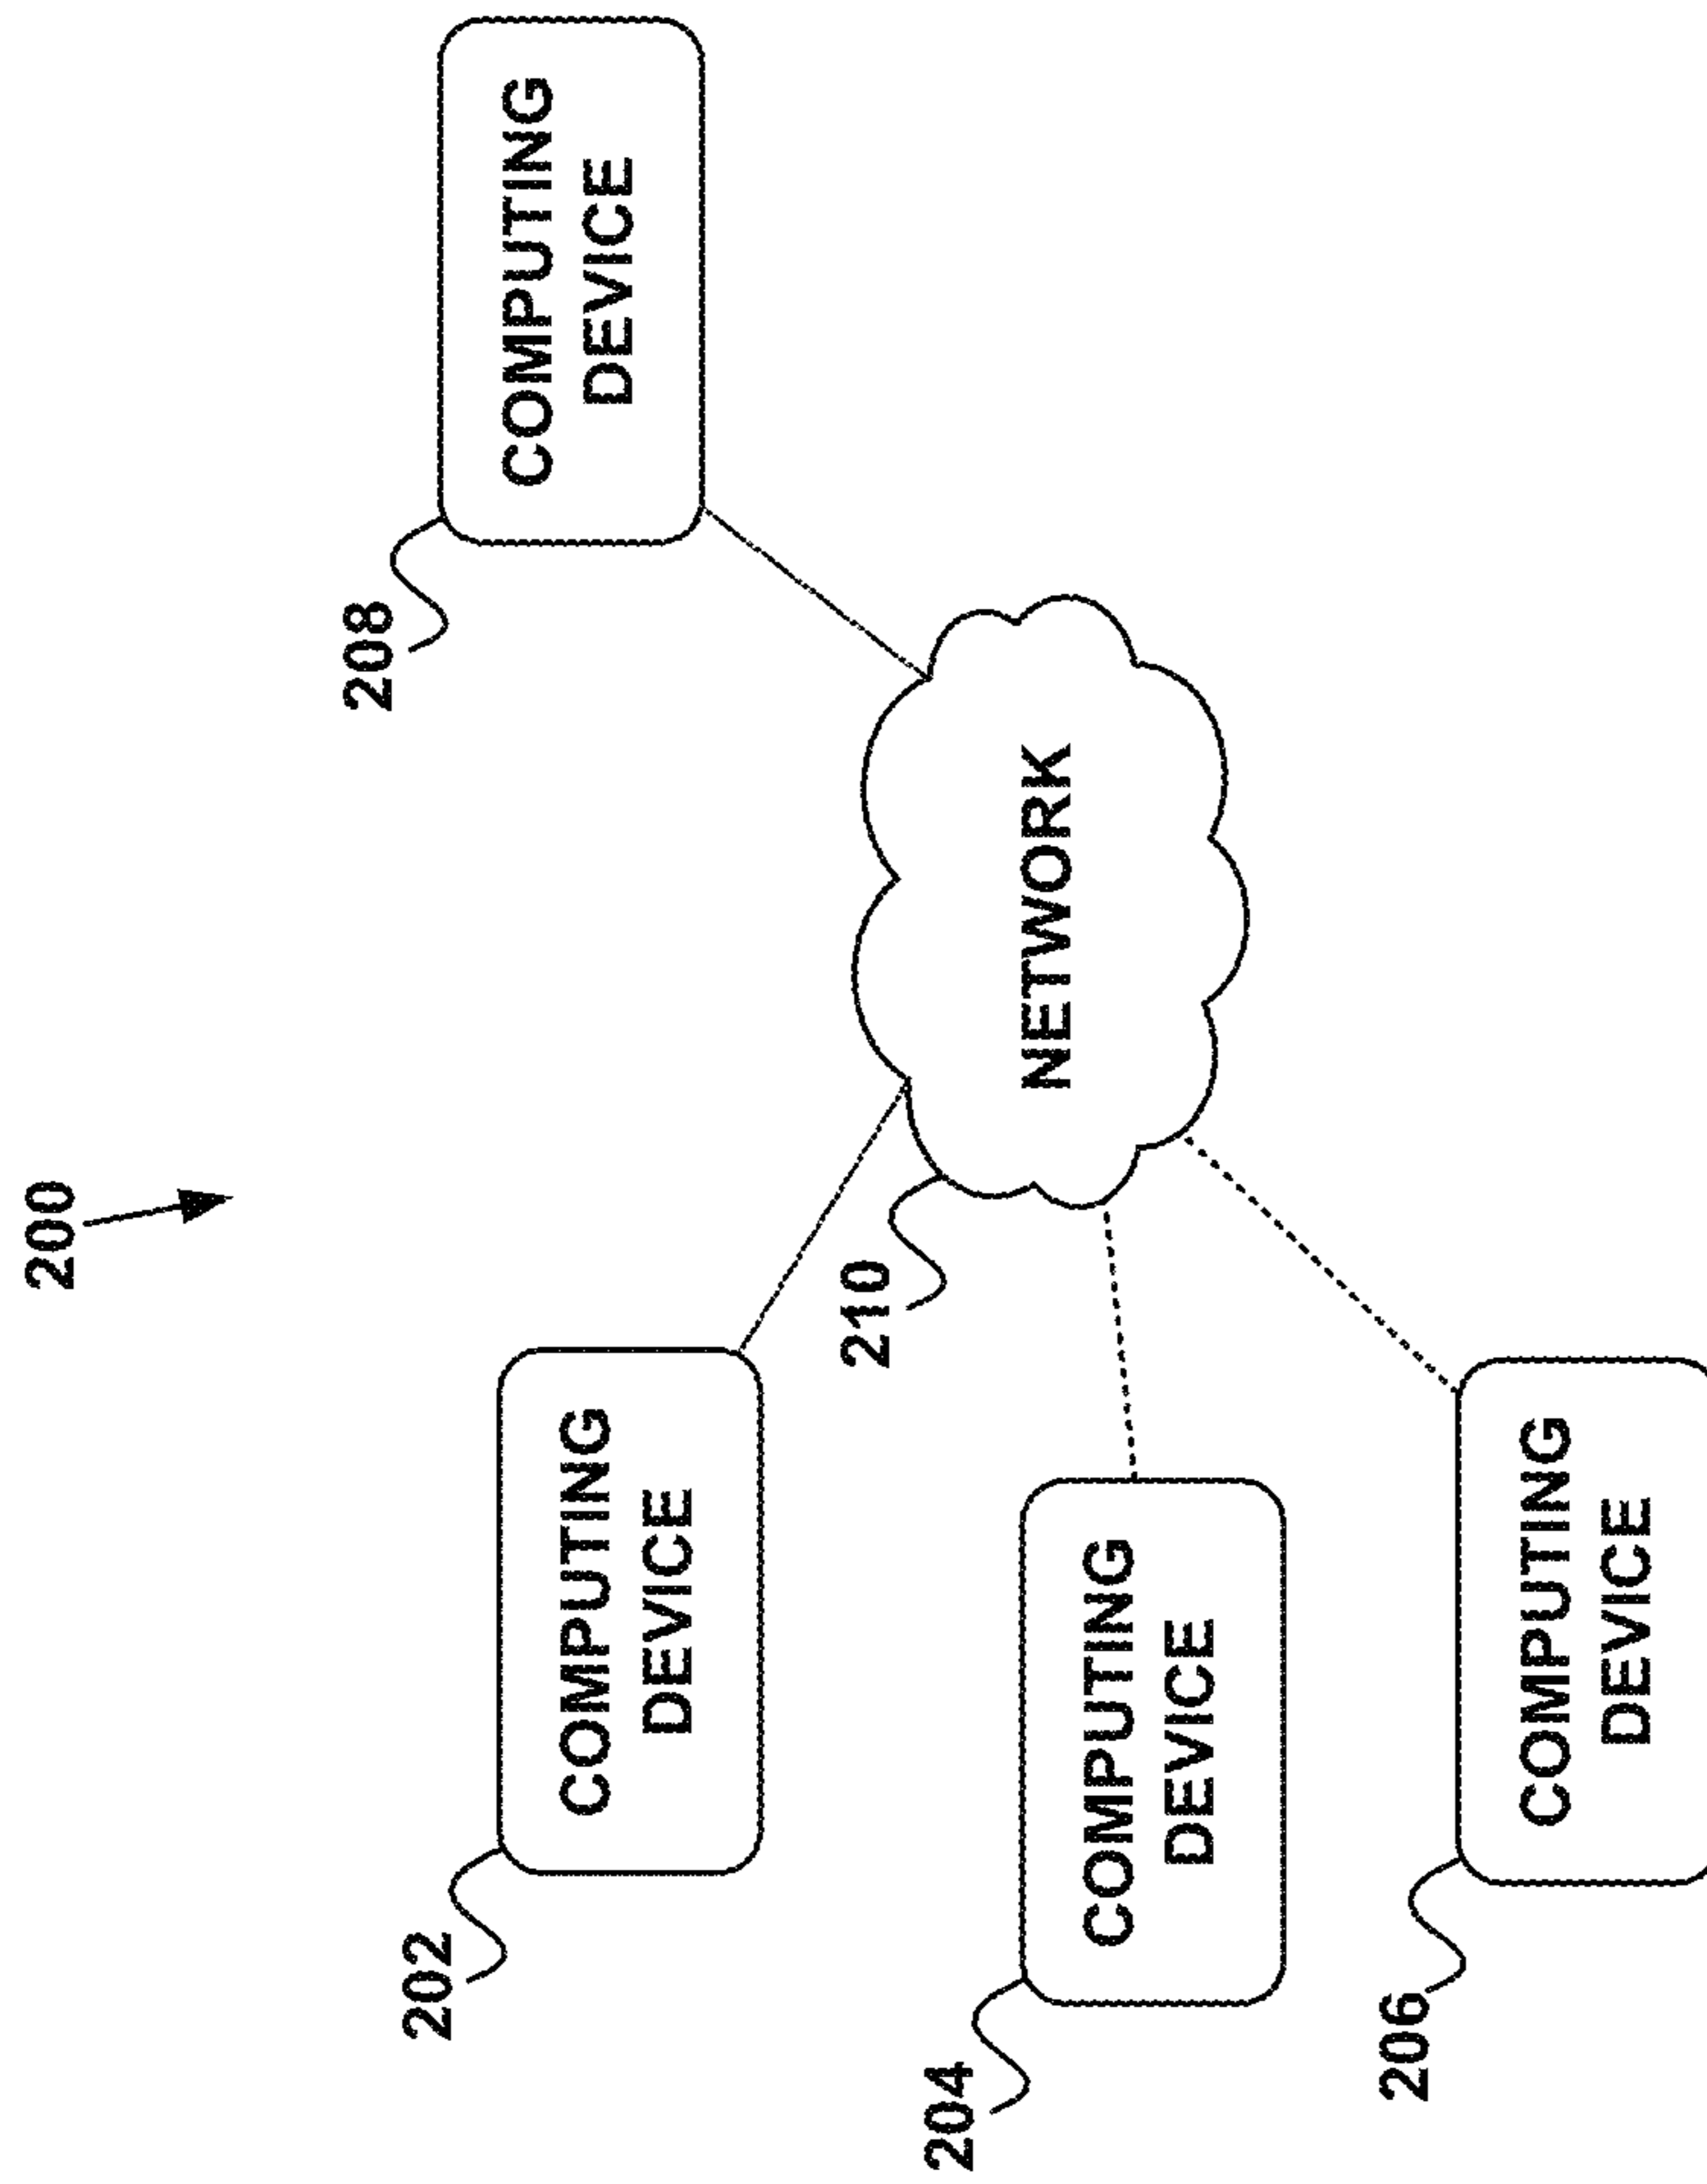 200
202
COMPUTING
DEVICE
208
COMPUTING
DEVICE
210
NETWORK
204
COMPUTING
DEVICE
206
COMPUTING
DEVICE